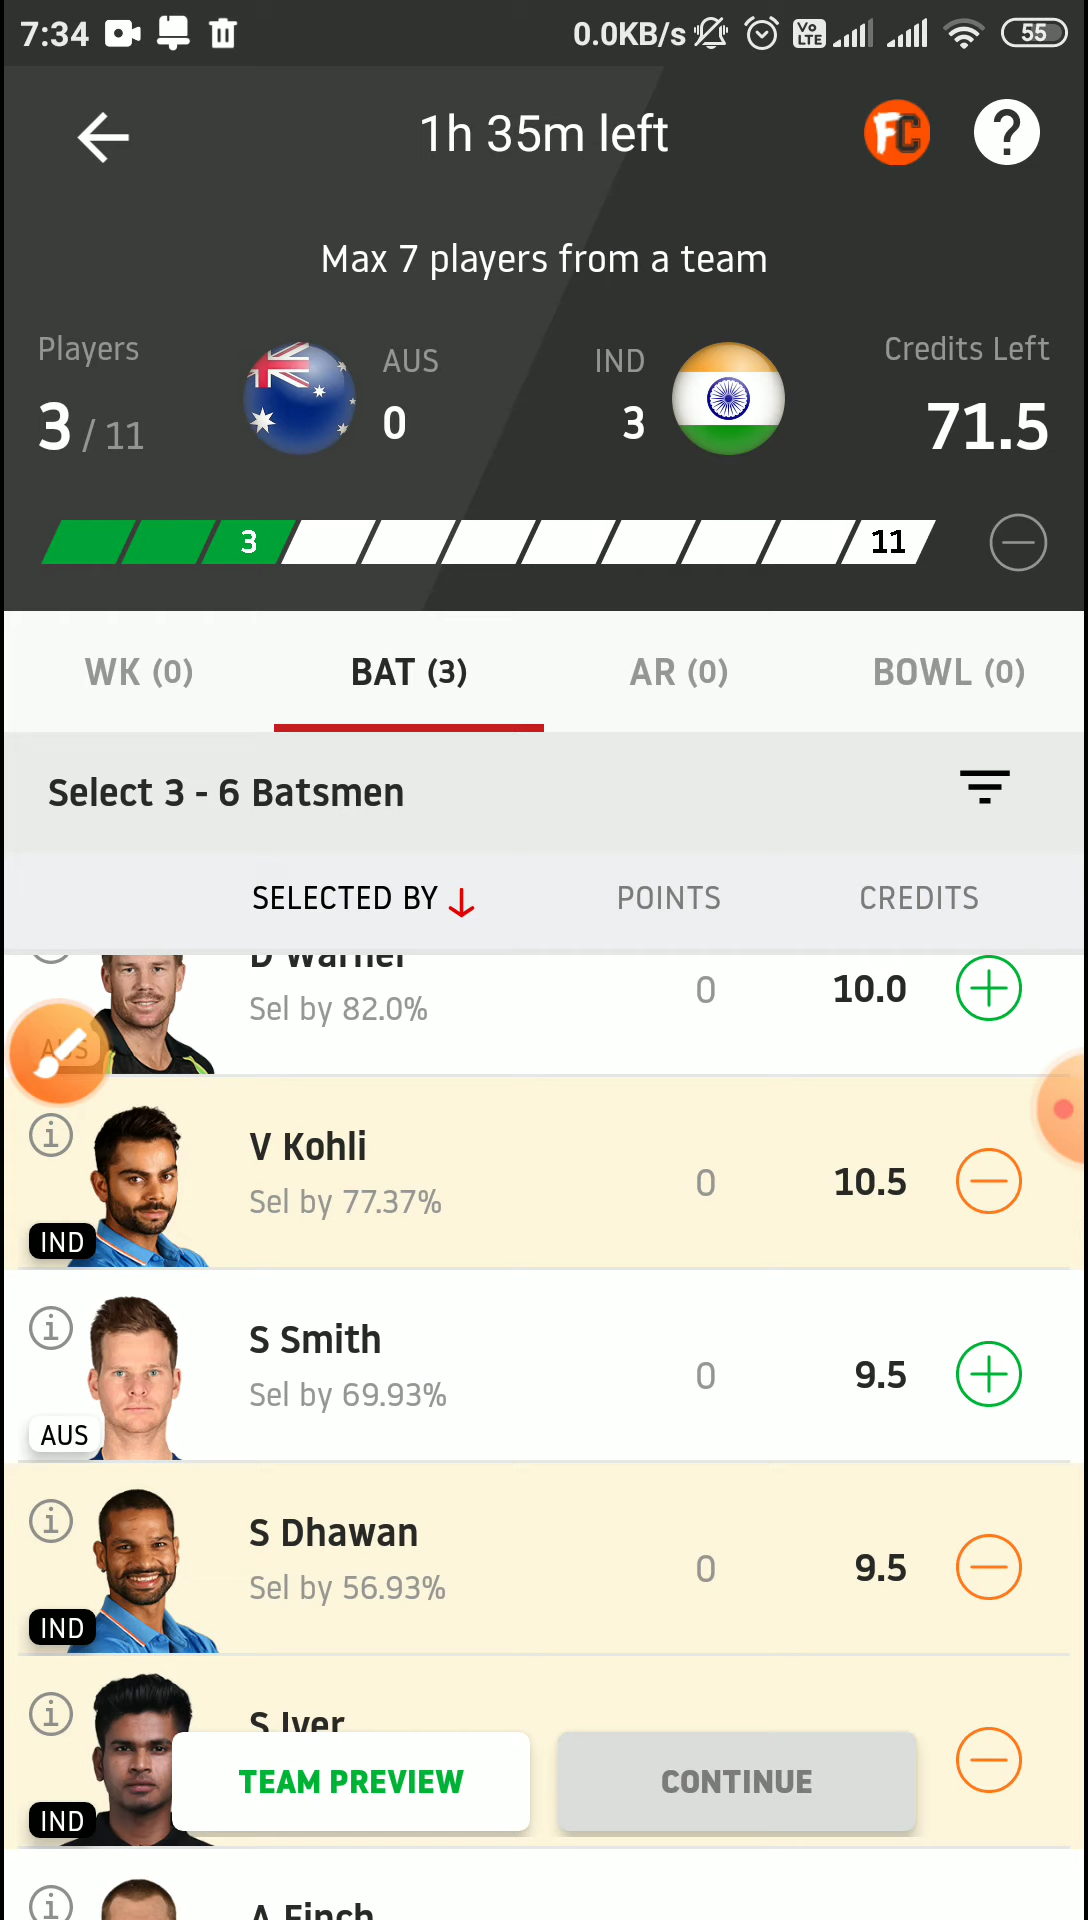 7:34 0.0KB/s Vo LTE 55
1h 35m left FC ?
Max 7 players from a team
Players AUS IND Credits Left
3 / 11 0 3 71.5
3 11
WK (0) BAT (3) AR (0) BOWL (0)
Select 3 - 6 Batsmen
SELECTED BY POINTS CREDITS
D Warner
Sel by 82.0% 0 10.0
AUS
V Kohli
Sel by 77.37% 0 10.5
IND
S Smith
Sel by 69.93% 0 9.5
AUS
S Dhawan
Sel by 56.93% 0 9.5
IND
S Iyer
TEAM PREVIEW CONTINUE
IND
A Finch